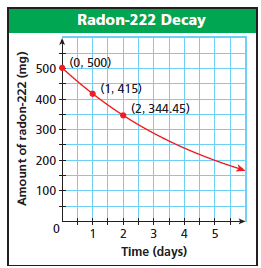 Radon-222 Decay
Amount of radon-222 (mg)
500
400
300
200
100
0
(0, 500)
(1, 415)
(2, 344.45)
1 2 3 4 5
Time (days)